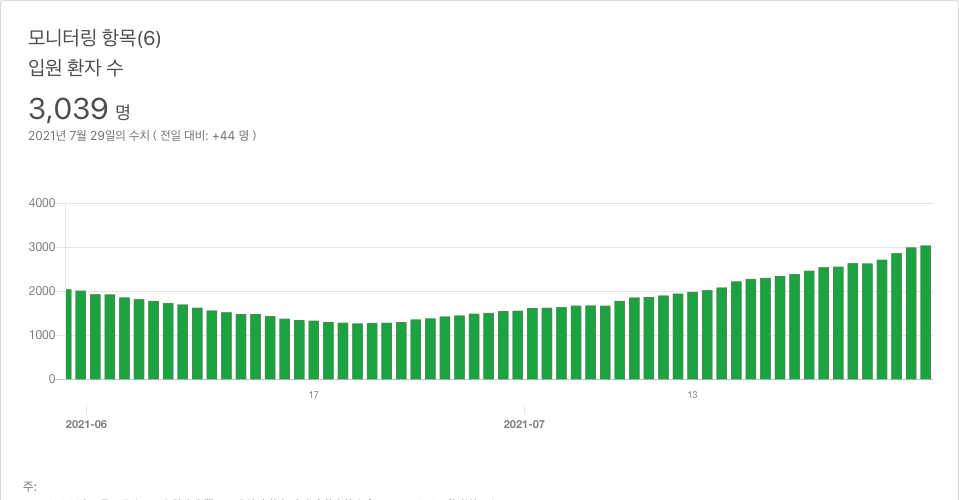 모니터링 항목(6)
입원 환자 수
3,039 명
2021년 7월 29일의 수치 ( 전일 대비: +44 명 )
4000
3000
2000
1000
0
17
13
2021-06
2021-07
주: